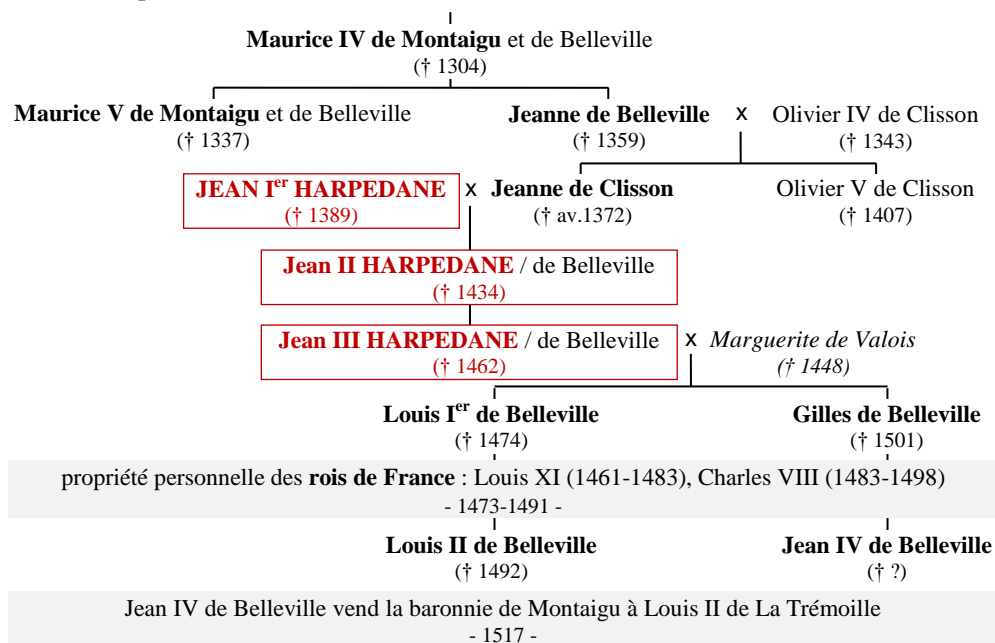 Maurice IV de Montaigu et de Belleville
(† 1304)
Maurice V de Montaigu et de Belleville Jeanne de Belleville x Olivier IV de Clisson
(† 1337) († 1359) († 1343)
JEAN Ier HARPEDANE x Jeanne de Clisson Olivier V de Clisson
(† 1389) († av.1372) († 1407)
Jean II HARPEDANE / de Belleville
(† 1434)
Jean III HARPEDANE / de Belleville x Marguerite de Valois
(† 1462) († 1448)
Louis Ier de Belleville Gilles de Belleville
(† 1474) († 1501)
propriété personnelle des rois de France : Louis XI (1461-1483), Charles VIII (1483-1498)
- 1473-1491 -
Louis II de Belleville Jean IV de Belleville
(† 1492) († ?)
Jean IV de Belleville vend la baronnie de Montaigu à Louis II de La Trémoille
- 1517 -